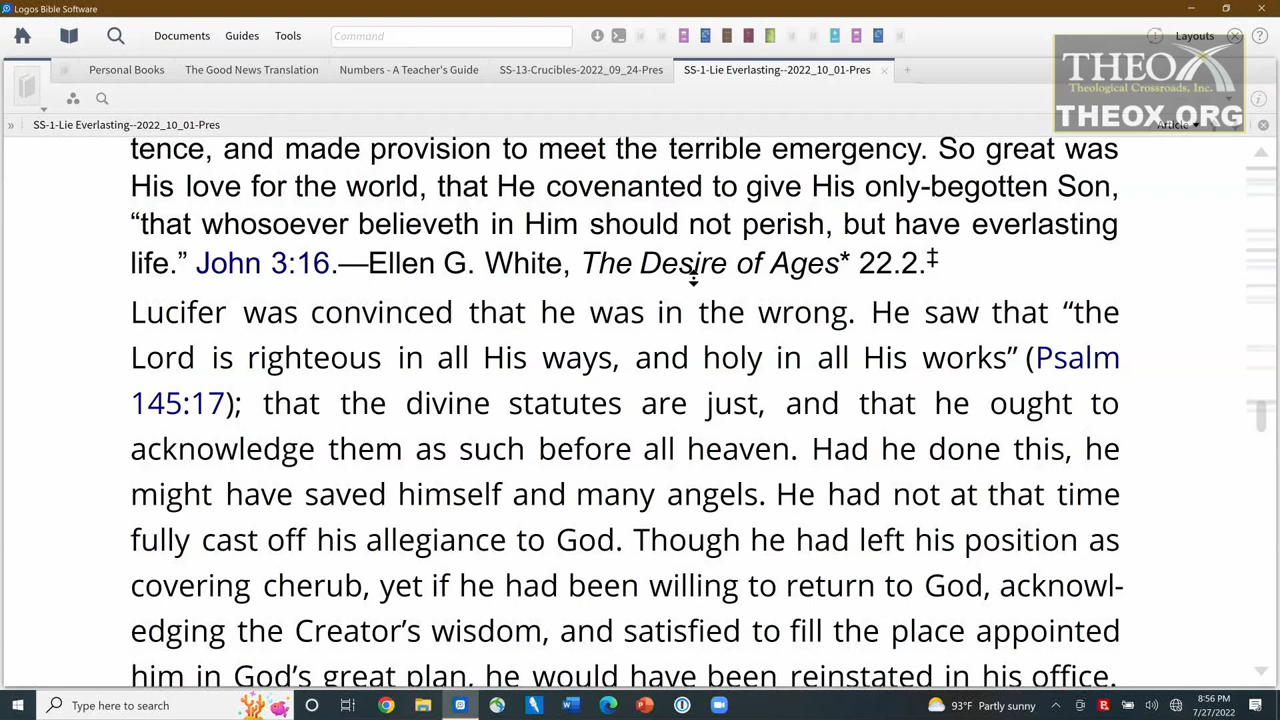 Logos Bible Software
Documents Guides Tools Command Layouts
Personal Books The Good News Translation Numbers - A Teacher's Guide SS-13-Crucibles-2022_09_24-Pres SS-1-Lie Everlasting--2022_10_01-Pres
THEOX
Theological Crossroads, Inc.
THEOX.ORG
SS-1-Lie Everlasting--2022_10_01-Pres Article
tence, and made provision to meet the terrible emergency. So great was
His love for the world, that He covenanted to give His only-begotten Son,
“that whosoever believeth in Him should not perish, but have everlasting
life.” John 3:16.—Ellen G. White, The Desire of Ages* 22.2.‡
Lucifer was convinced that he was in the wrong. He saw that “the
Lord is righteous in all His ways, and holy in all His works” (Psalm
145:17); that the divine statutes are just, and that he ought to
acknowledge them as such before all heaven. Had he done this, he
might have saved himself and many angels. He had not at that time
fully cast off his allegiance to God. Though he had left his position as
covering cherub, yet if he had been willing to return to God, acknowl-
edging the Creator’s wisdom, and satisfied to fill the place appointed
him in God’s great plan, he would have been reinstated in his office.
Type here to search 93°F Partly sunny 8:56 PM
7/27/2022